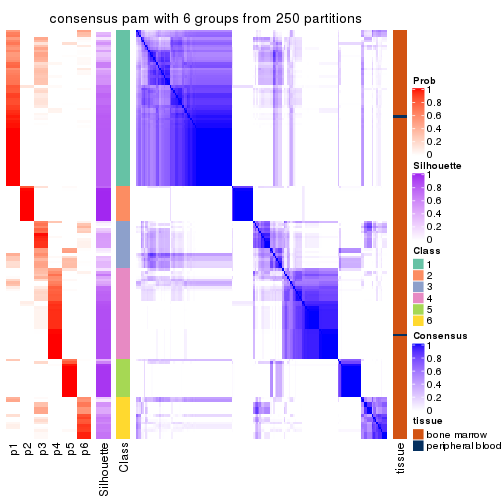 consensus pam with 6 groups from 250 partitions
Prob
1
0.8
0.6
0.4
0.2
0
Silhouette
1
0.8
0.6
0.4
0.2
0
Class
1
2
3
4
5
6
Consensus
1
0.8
0.6
0.4
0.2
0
tissue
bone marrow
peripheral blood
p1
p2
p3
p4
p5
p6
Silhouette
Class
tissue